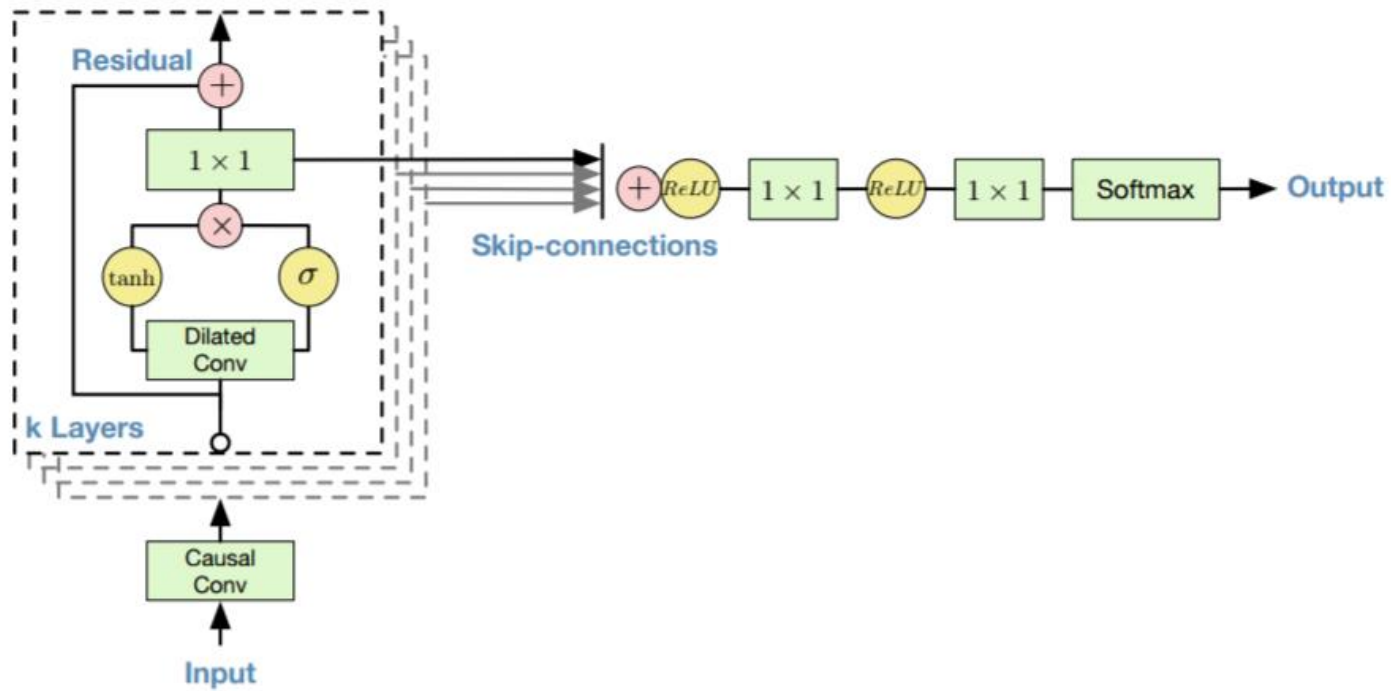 Residual
+
1 × 1
×
tanh
σ
Dilated
Conv
k Layers
Causal
Conv
Input
Skip-connections
+
ReLU
1 × 1
ReLU
1 × 1
Softmax
Output